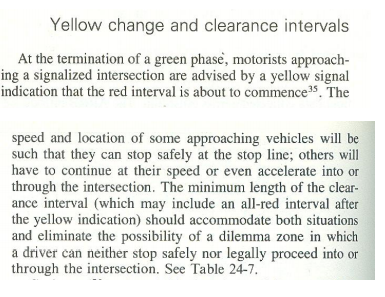 Yellow change and clearance intervals
At the termination of a green phase, motorists approach-
ing a signalized intersection are advised by a yellow signal
indication that the red interval is about to commence³⁵. The
speed and location of some approaching vehicles will be
such that they can stop safely at the stop line; others will
have to continue at their speed or even accelerate into or
through the intersection. The minimum length of the clear-
ance interval (which may include an all-red interval after
the yellow indication) should accommodate both situations
and eliminate the possibility of a dilemma zone in which
a driver can neither stop safely nor legally proceed into or
through the intersection. See Table 24-7.